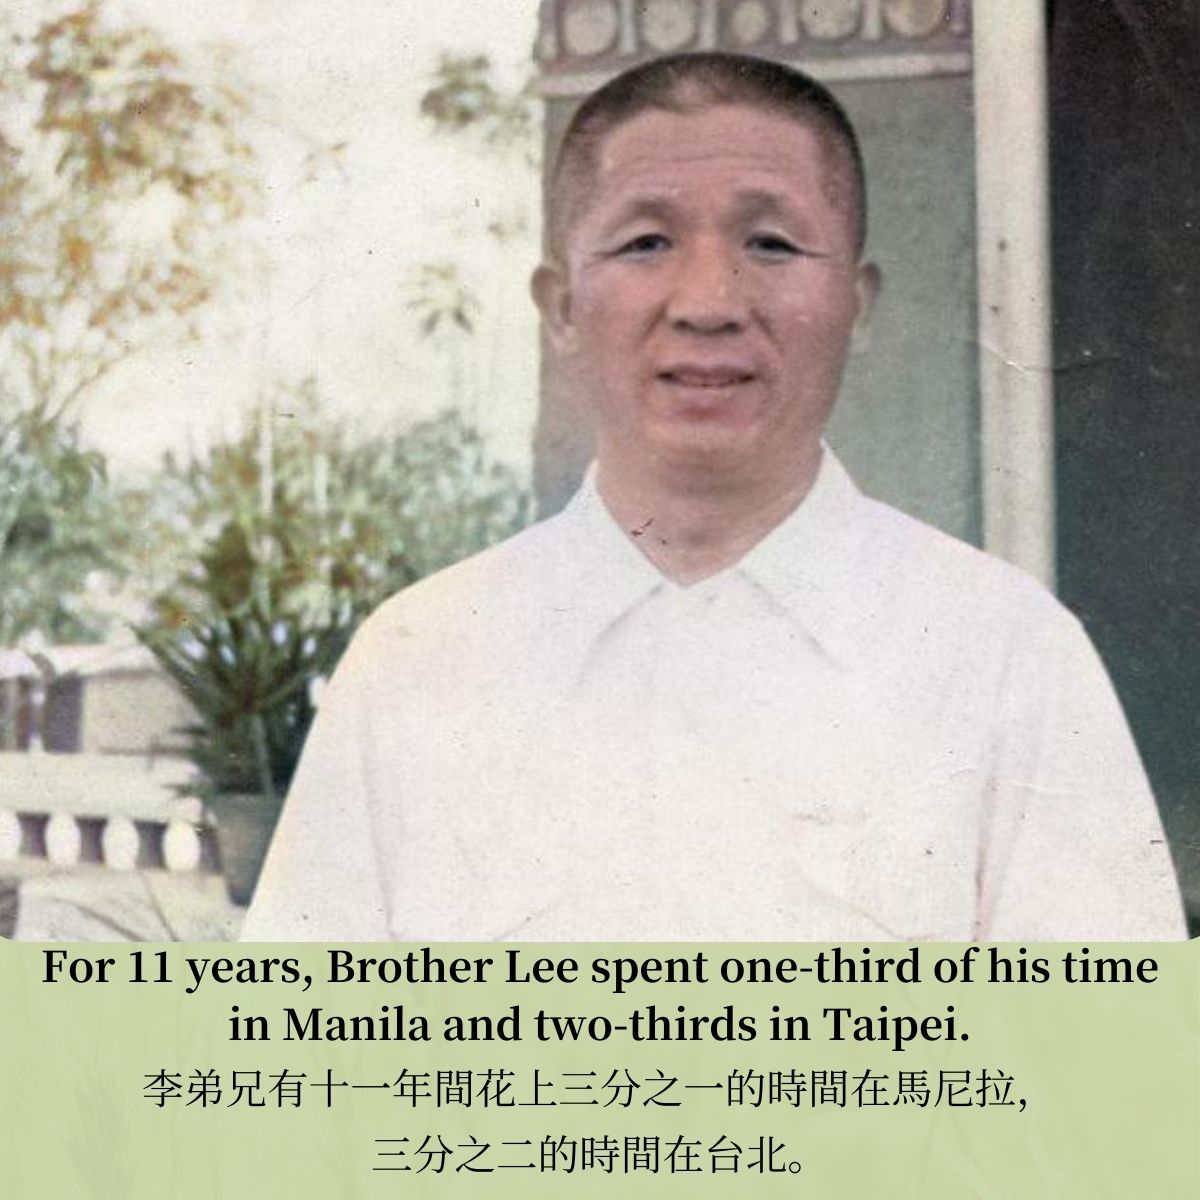 For 11 years, Brother Lee spent one-third of his time
in Manila and two-thirds in Taipei.
李弟兄有十一年間花上三分之一的時間在馬尼拉，
三分之二的時間在台北。